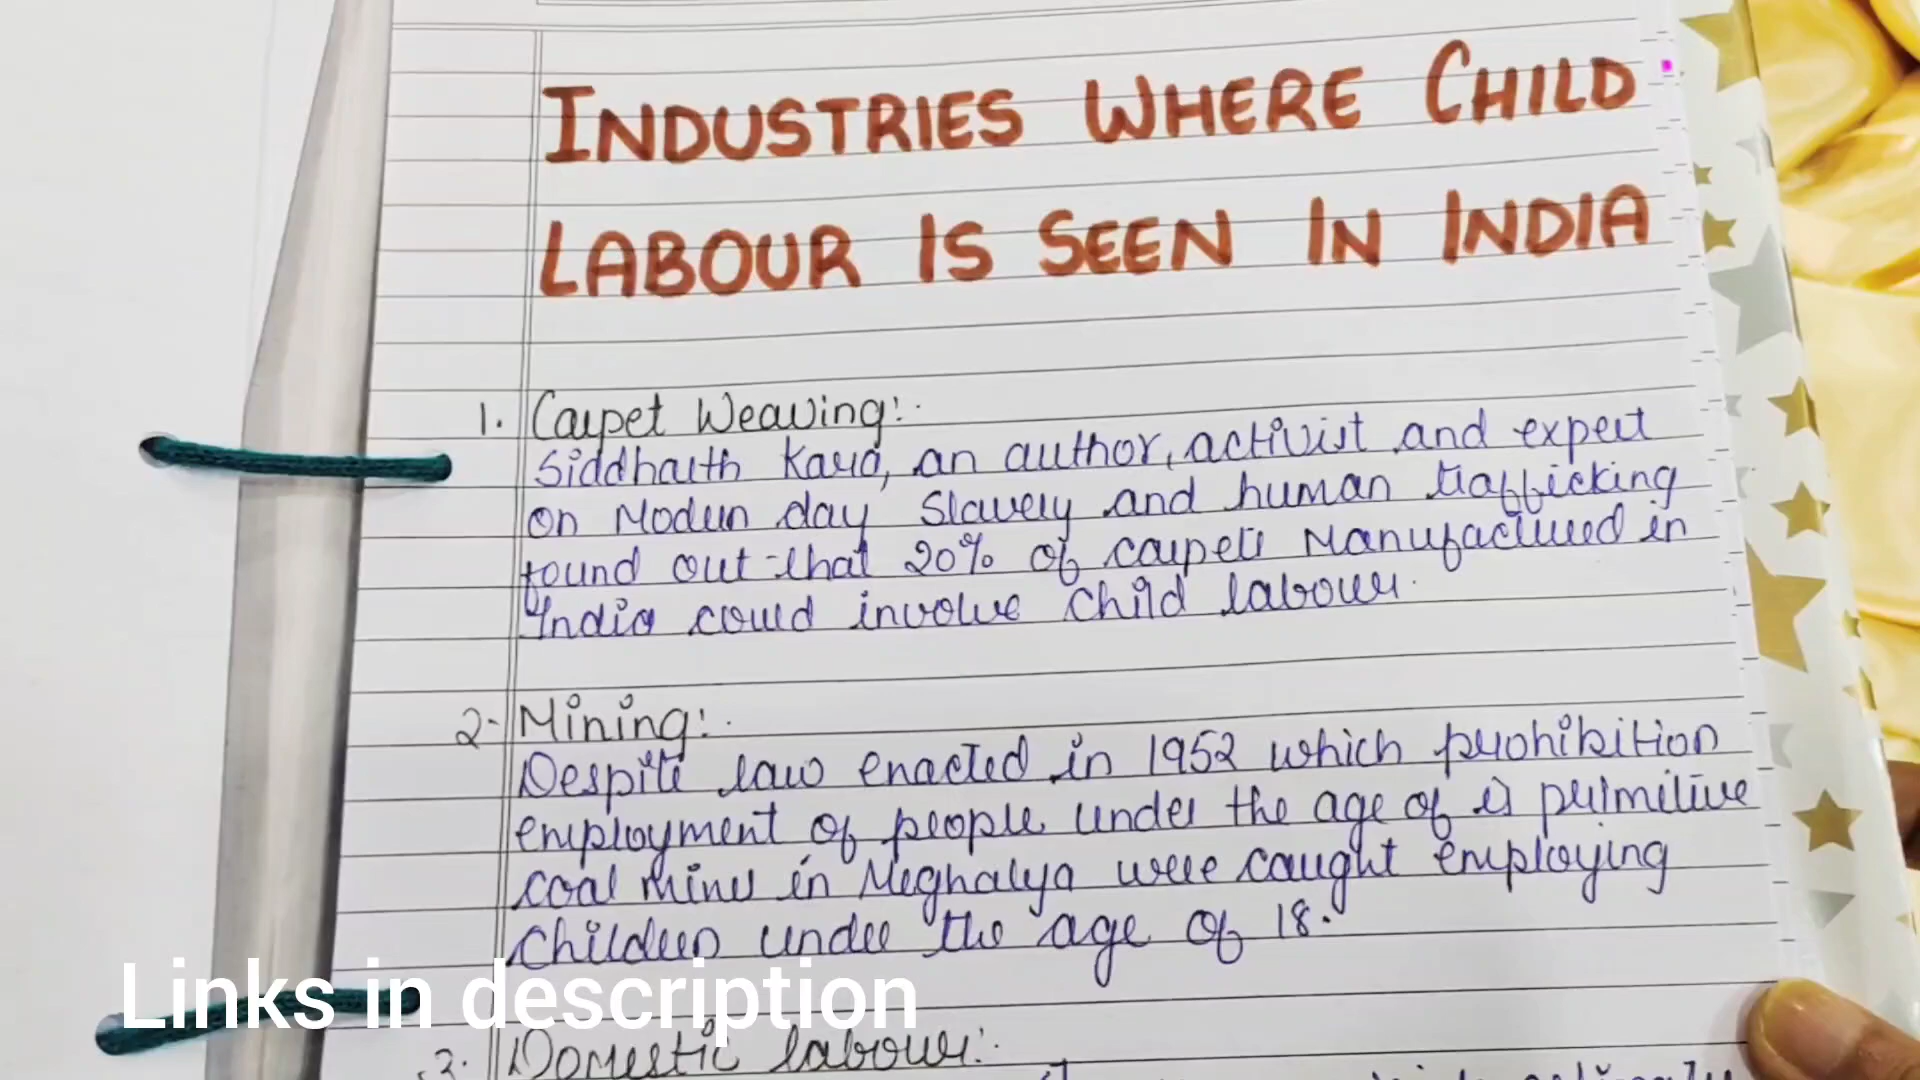 INDUSTRIES WHERE CHILD
LABOUR IS SEEN IN INDIA
1. Carpet Weaving:
Siddharth Kara, an author, activist and expert
on Modern day Slavery and human trafficking
found out that 20% of carpets Manufactured in
India could involve child labour.
2- Mining:
Despite law enacted in 1952 which prohibition
employment of people under the age of is primitive
coal mines in Meghalya were caught employing
children under the age of 18.
Links in description
3. Domestic labour: